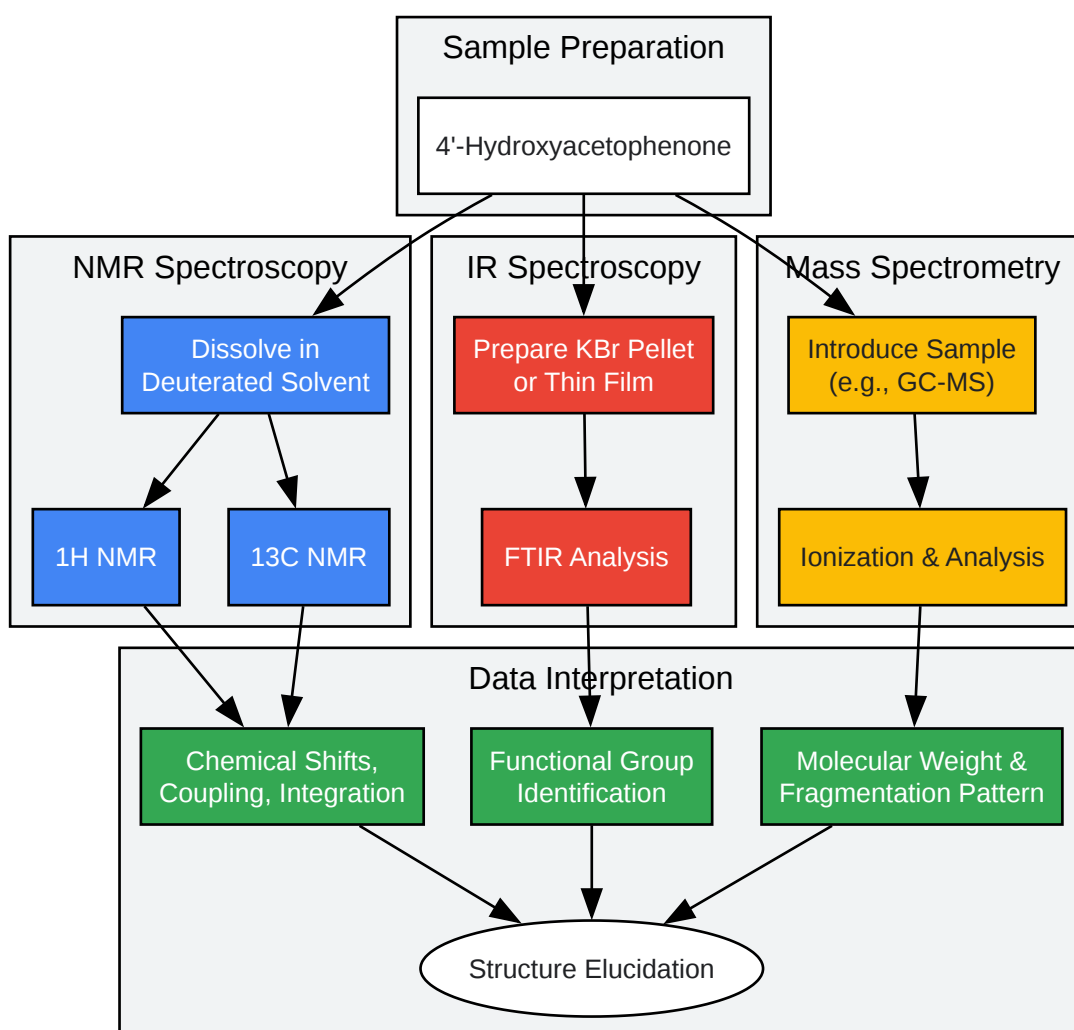 Sample Preparation
4'-Hydroxyacetophenone
NMR Spectroscopy
IR Spectroscopy
Mass Spectrometry
Dissolve in
Deuterated Solvent
Prepare KBr Pellet
or Thin Film
Introduce Sample
(e.g., GC-MS)
1H NMR
13C NMR
FTIR Analysis
Ionization & Analysis
Data Interpretation
Chemical Shifts,
Coupling, Integration
Functional Group
Identification
Molecular Weight &
Fragmentation Pattern
Structure Elucidation